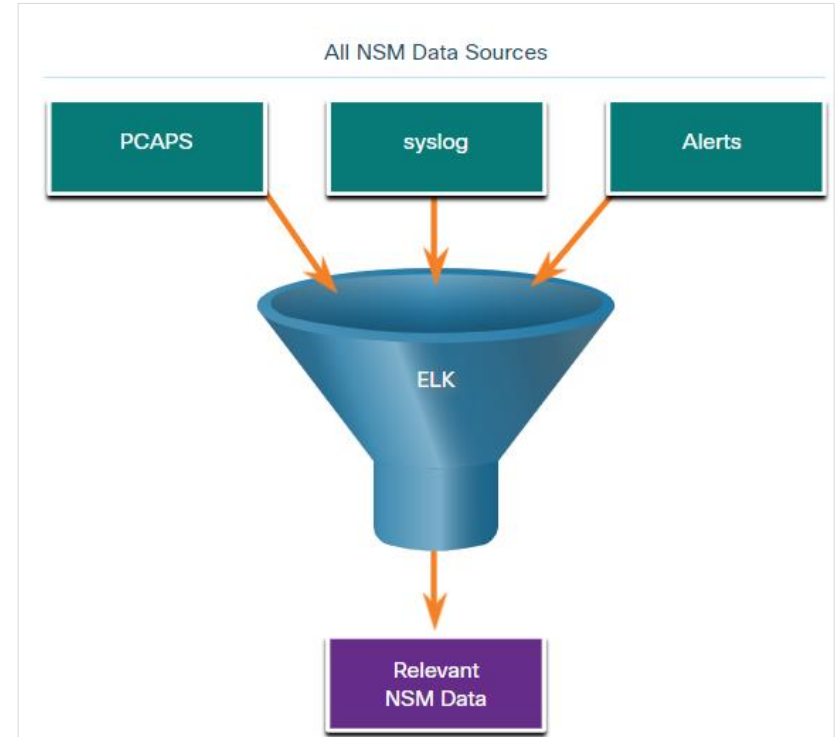 All NSM Data Sources
PCAPS
syslog
Alerts
ELK
Relevant
NSM Data